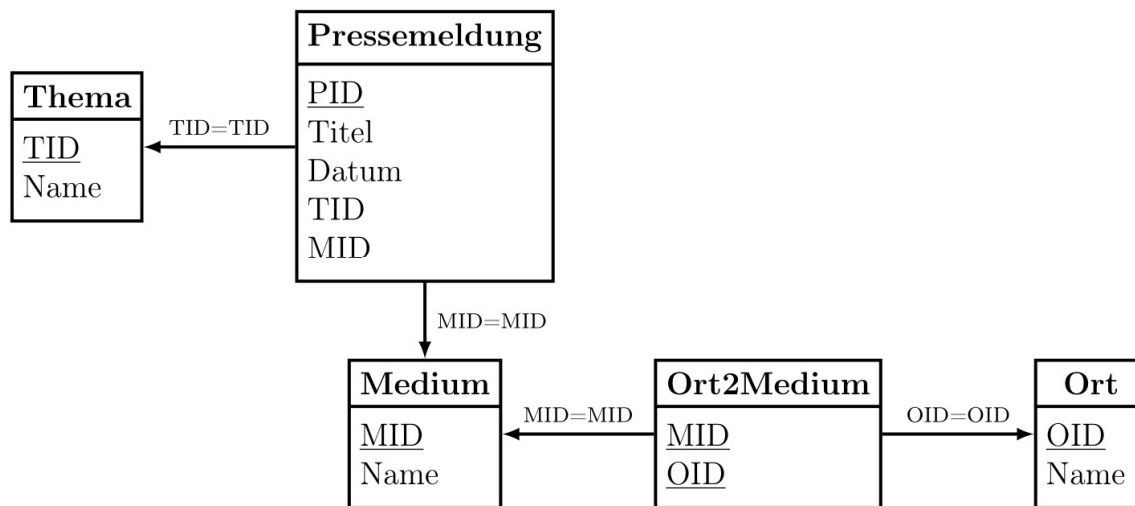 Pressemeldung
PID
Titel
Datum
TID
MID
Thema
TID
Name
TID=TID
MID=MID
Medium
MID
Name
MID=MID
Ort2Medium
MID
OID
OID=OID
Ort
OID
Name